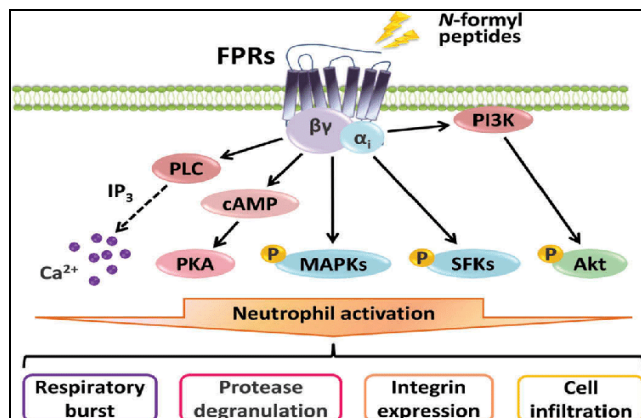 N-formyl
peptides
FPRs
βγ
αi
PI3K
PLC
IP3
cAMP
Ca2+
PKA
P
MAPKs
P
SFKs
P
Akt
Neutrophil activation
Respiratory
burst
Protease
degranulation
Integrin
expression
Cell
infiltration